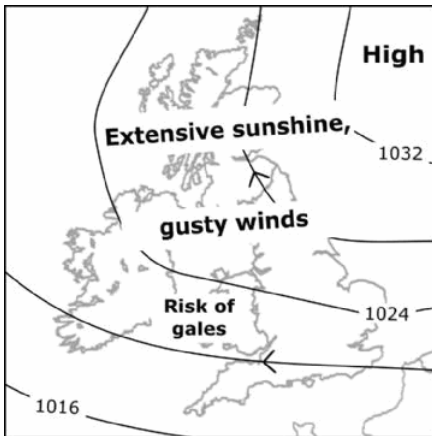 High
Extensive sunshine,
1032
gusty winds
Risk of
gales
1024
1016